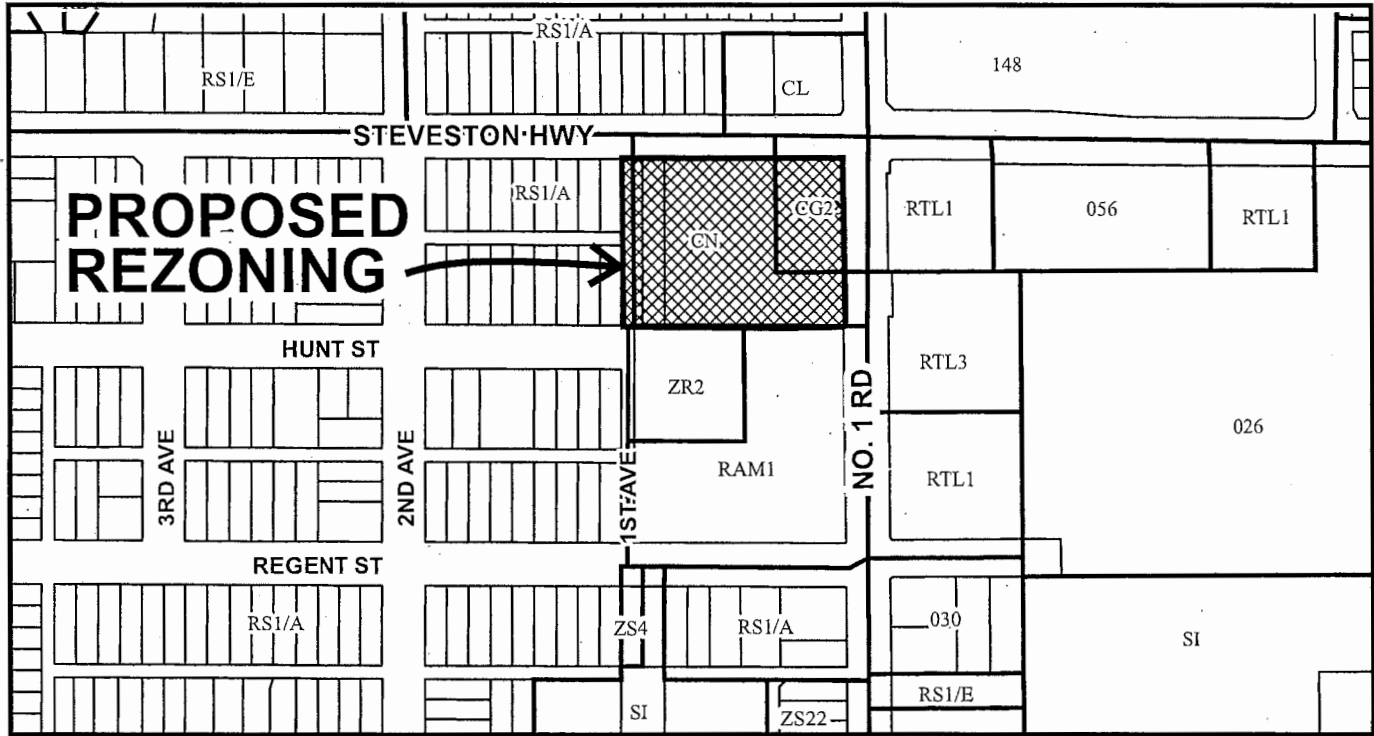 RS1/A
RS1/E
CL
148
STEVESTON HWY
PROPOSED
REZONING
RS1/A
CN
CG2
RTL1
056
RTL1
HUNT ST
ZR2
RTL3
026
3RD AVE
2ND AVE
1ST AVE
RAM1
NO. 1 RD
RTL1
REGENT ST
RS1/A
ZS4
RS1/A
030
SI
RS1/E
SI
ZS22